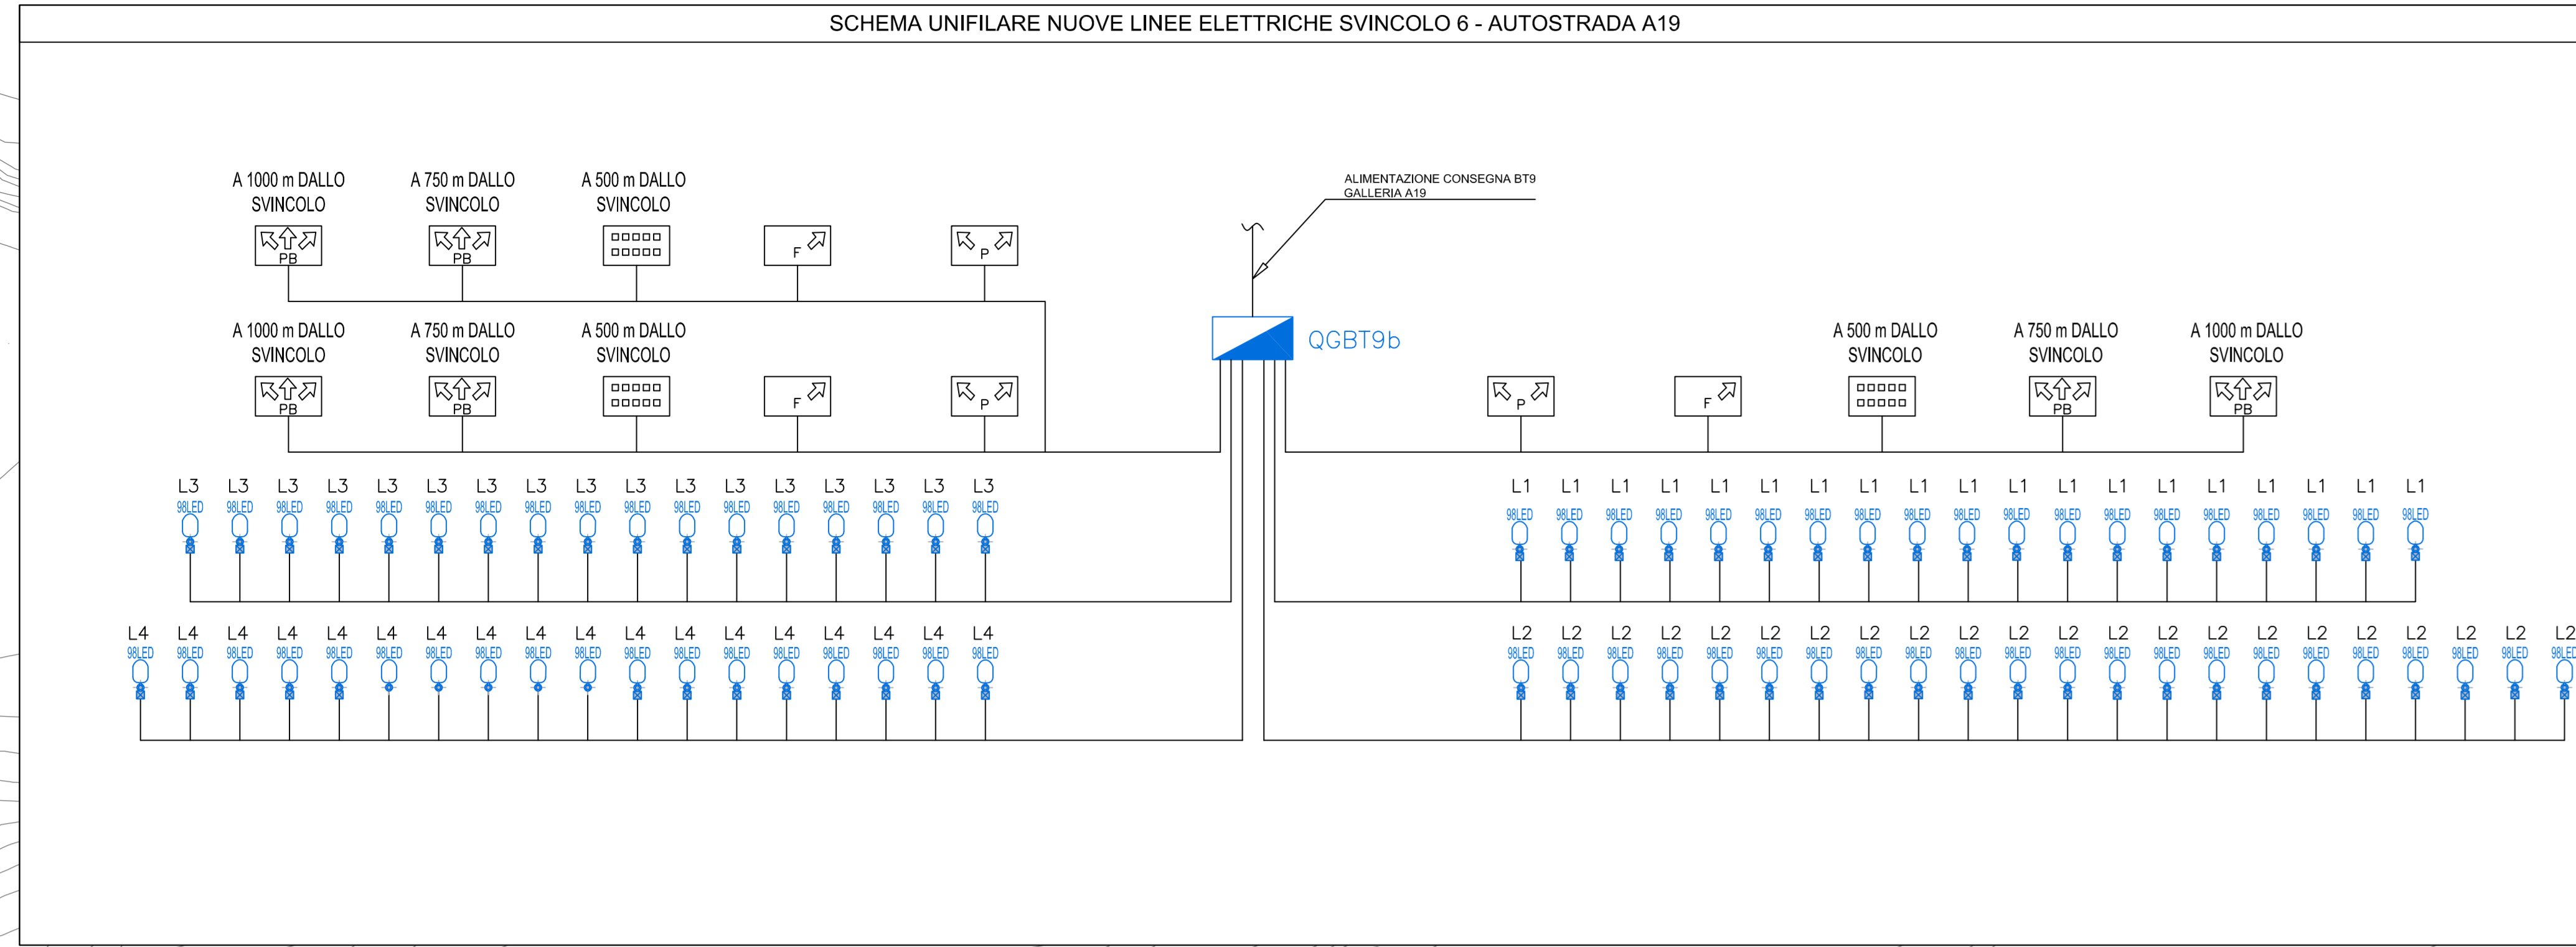 SCHEMA UNIFILARE NUOVE LINEE ELETTRICHE SVINCOLO 6 - AUTOSTRADA A19
ALIMENTAZIONE CONSEGNA BT9
GALLERIA A19
A 1000 m DALLO
SVINCOLO
A 750 m DALLO
SVINCOLO
A 500 m DALLO
SVINCOLO
PB PB F P
QGBT9b
A 1000 m DALLO
SVINCOLO
A 750 m DALLO
SVINCOLO
A 500 m DALLO
SVINCOLO
PB PB F P
A 500 m DALLO
SVINCOLO
A 750 m DALLO
SVINCOLO
A 1000 m DALLO
SVINCOLO
P F PB PB
L3 L3 L3 L3 L3 L3 L3 L3 L3 L3 L3 L3 L3 L3 L3 L3 L3
98LED 98LED 98LED 98LED 98LED 98LED 98LED 98LED 98LED 98LED 98LED 98LED 98LED 98LED 98LED 98LED 98LED
L1 L1 L1 L1 L1 L1 L1 L1 L1 L1 L1 L1 L1 L1 L1 L1 L1 L1 L1
98LED 98LED 98LED 98LED 98LED 98LED 98LED 98LED 98LED 98LED 98LED 98LED 98LED 98LED 98LED 98LED 98LED 98LED 98LED
L4 L4 L4 L4 L4 L4 L4 L4 L4 L4 L4 L4 L4 L4 L4 L4 L4 L4
98LED 98LED 98LED 98LED 98LED 98LED 98LED 98LED 98LED 98LED 98LED 98LED 98LED 98LED 98LED 98LED 98LED 98LED
L2 L2 L2 L2 L2 L2 L2 L2 L2 L2 L2 L2 L2 L2 L2 L2 L2 L2 L2 L2 L2 L2
98LED 98LED 98LED 98LED 98LED 98LED 98LED 98LED 98LED 98LED 98LED 98LED 98LED 98LED 98LED 98LED 98LED 98LED 98LED 98LED 98LED 98LED